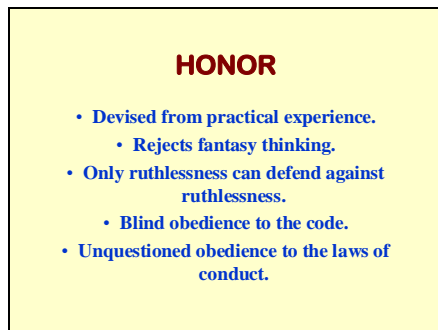 HONOR
• Devised from practical experience.
• Rejects fantasy thinking.
• Only ruthlessness can defend against
ruthlessness.
• Blind obedience to the code.
• Unquestioned obedience to the laws of
conduct.